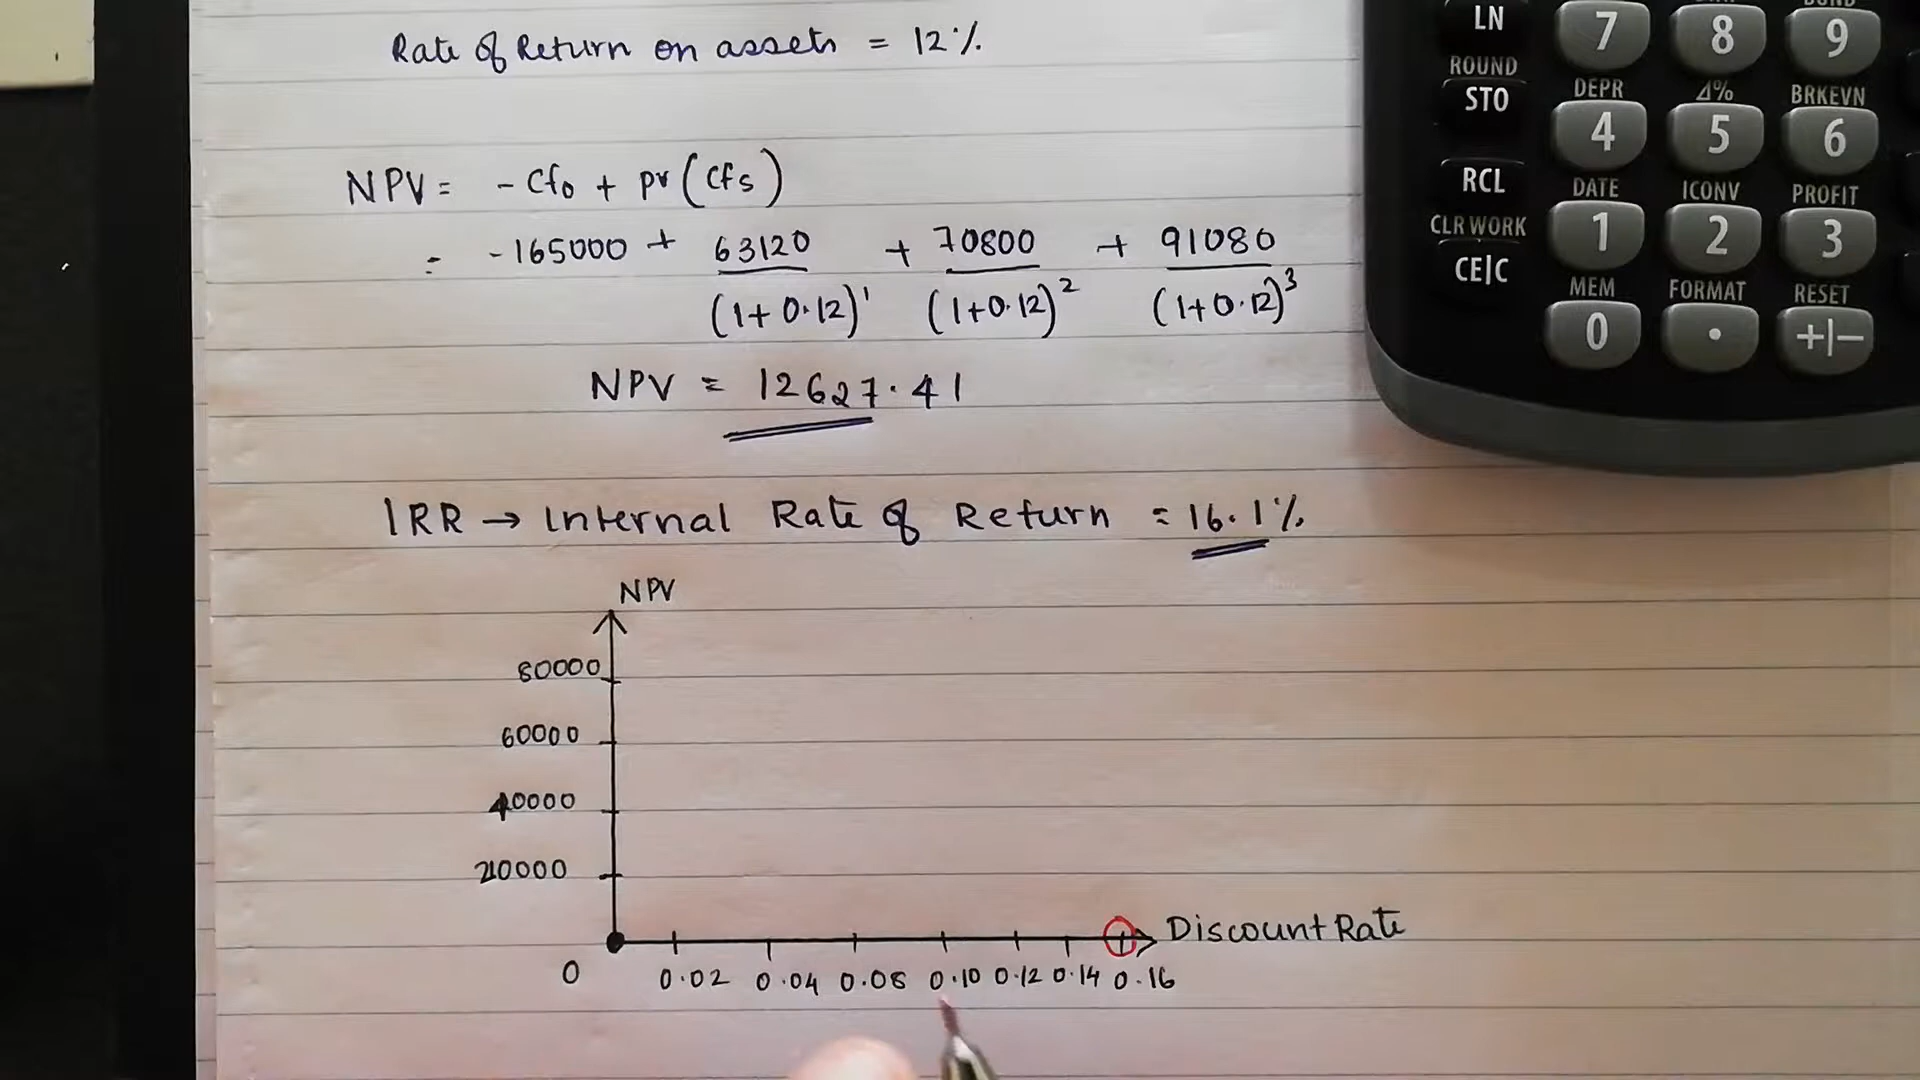 Rate of Return on assets = 12%
NPV = - Cf0 + pv (Cfs)
= - 165000 + 63120 / (1+0.12)^1 + 70800 / (1+0.12)^2 + 91080 / (1+0.12)^3
NPV = 12627.41
IRR → Internal Rate of Return = 16.1%
NPV
80000
60000
40000
20000
Discount Rate
0 0.02 0.04 0.08 0.10 0.12 0.14 0.16
LN 7 8 9
ROUND DEPR Δ% BRKEVN
STO 4 5 6
RCL DATE ICONV PROFIT
CLR WORK 1 2 3
CE|C MEM FORMAT RESET
0 . +|−